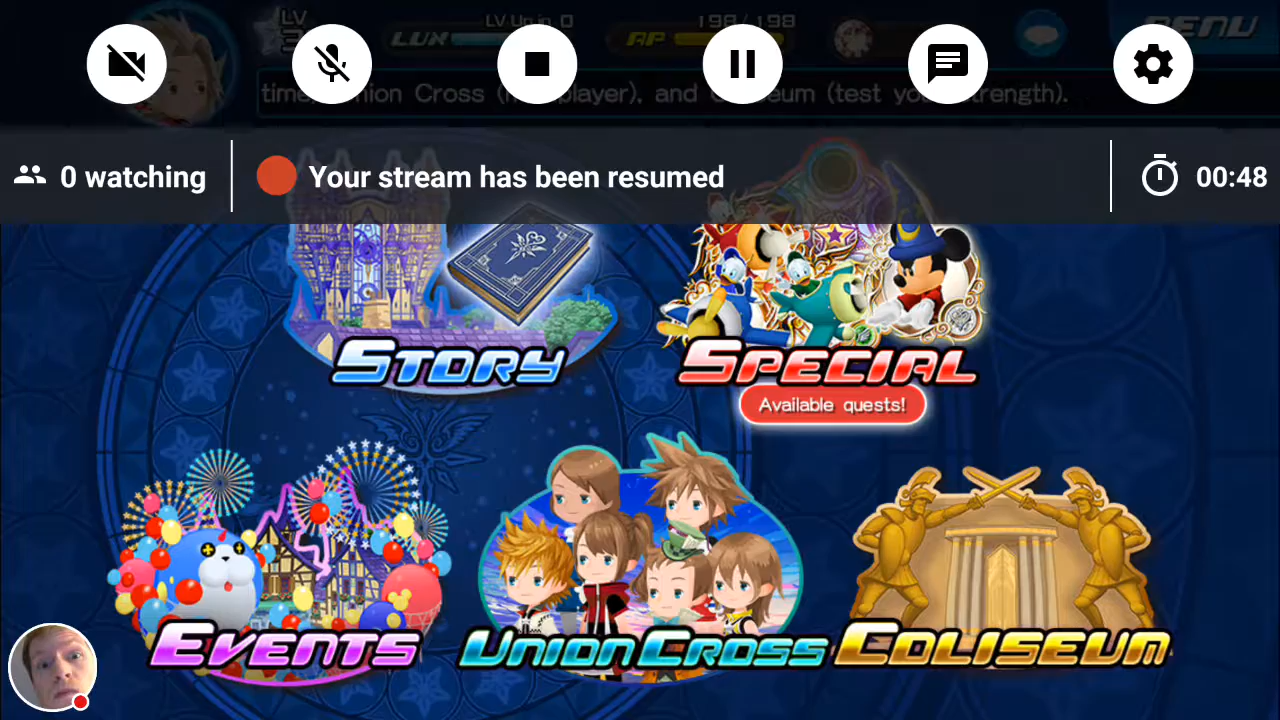 LV
LV Up in 0
198/198
LUX
AP
MENU
time, Union Cross (multiplayer), and Coliseum (test your strength).
0 watching
Your stream has been resumed
00:48
STORY
SPECIAL
Available quests!
EVENTS
UNION CROSS
COLISEUM